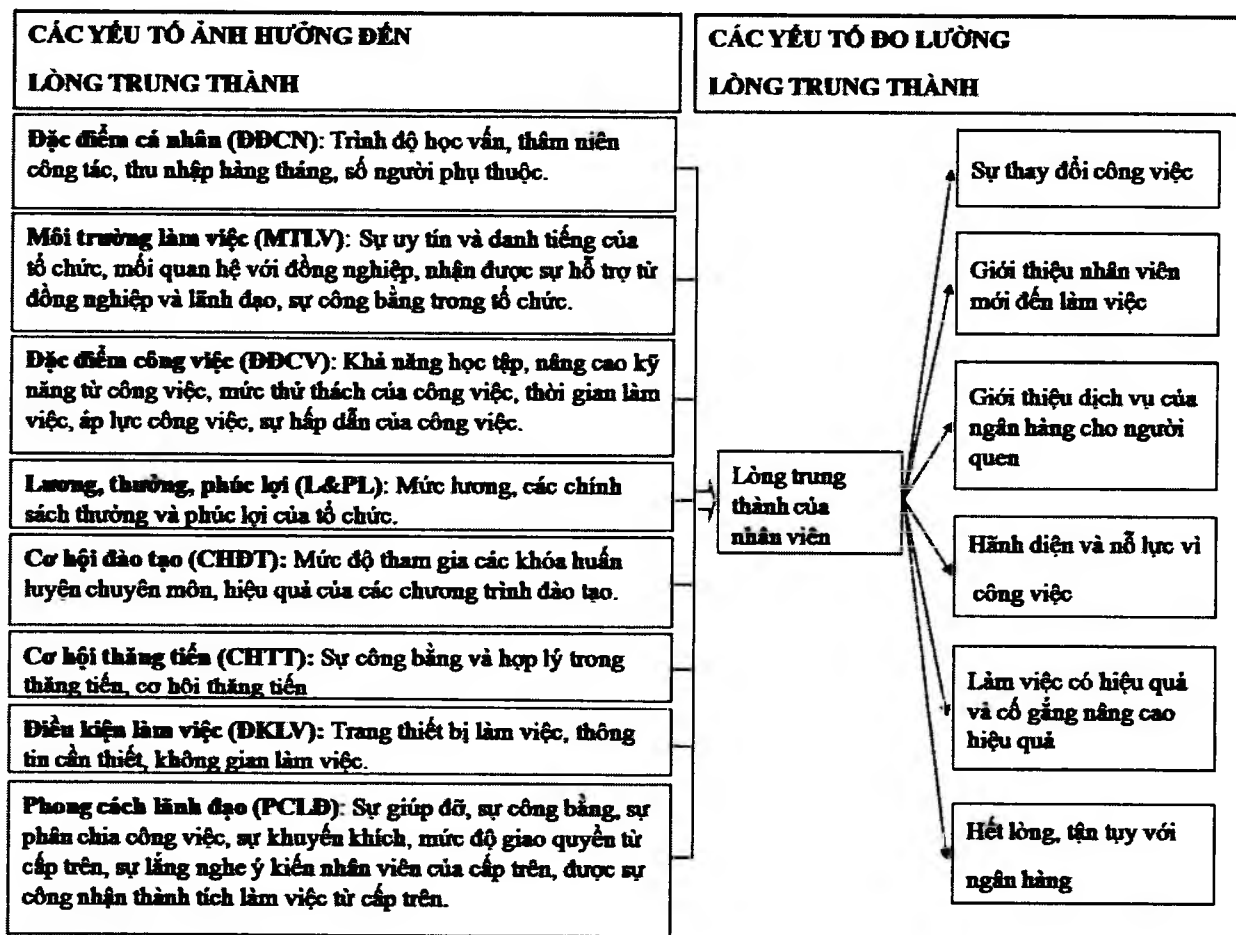 CÁC YẾU TỐ ẢNH HƯỞNG ĐẾN
LÒNG TRUNG THÀNH
Đặc điểm cá nhân (ĐĐCN): Trình độ học vấn, thâm niên
công tác, thu nhập hàng tháng, số người phụ thuộc.
Môi trường làm việc (MTLV): Sự uy tín và danh tiếng của
tổ chức, mối quan hệ với đồng nghiệp, nhận được sự hỗ trợ từ
đồng nghiệp và lãnh đạo, sự công bằng trong tổ chức.
Đặc điểm công việc (ĐĐCV): Khả năng học tập, nâng cao kỹ
năng từ công việc, mức thử thách của công việc, thời gian làm
việc, áp lực công việc, sự hấp dẫn của công việc.
Lương, thưởng, phúc lợi (L&PL): Mức lương, các chính
sách thưởng và phúc lợi của tổ chức.
Cơ hội đào tạo (CHĐT): Mức độ tham gia các khóa huấn
luyện chuyên môn, hiệu quả của các chương trình đào tạo.
Cơ hội thăng tiến (CHTT): Sự công bằng và hợp lý trong
thăng tiến, cơ hôi thăng tiến
Điều kiện làm việc (ĐKLV): Trang thiết bị làm việc, thông
tin cần thiết, không gian làm việc.
Phong cách lãnh đạo (PCLĐ): Sự giúp đỡ, sự công bằng, sự
phân chia công việc, sự khuyến khích, mức độ giao quyền từ
cấp trên, sự lắng nghe ý kiến nhân viên của cấp trên, được sự
công nhận thành tích làm việc từ cấp trên.
Lòng trung
thành của
nhân viên
CÁC YẾU TỐ ĐO LƯỜNG
LÒNG TRUNG THÀNH
Sự thay đổi công việc
Giới thiệu nhân viên
mới đến làm việc
Giới thiệu dịch vụ của
ngân hàng cho người
quen
Hãnh diện và nỗ lực vì
công việc
Làm việc có hiệu quả
và cố gắng nâng cao
hiệu quả
Hết lòng, tận tụy với
ngân hàng